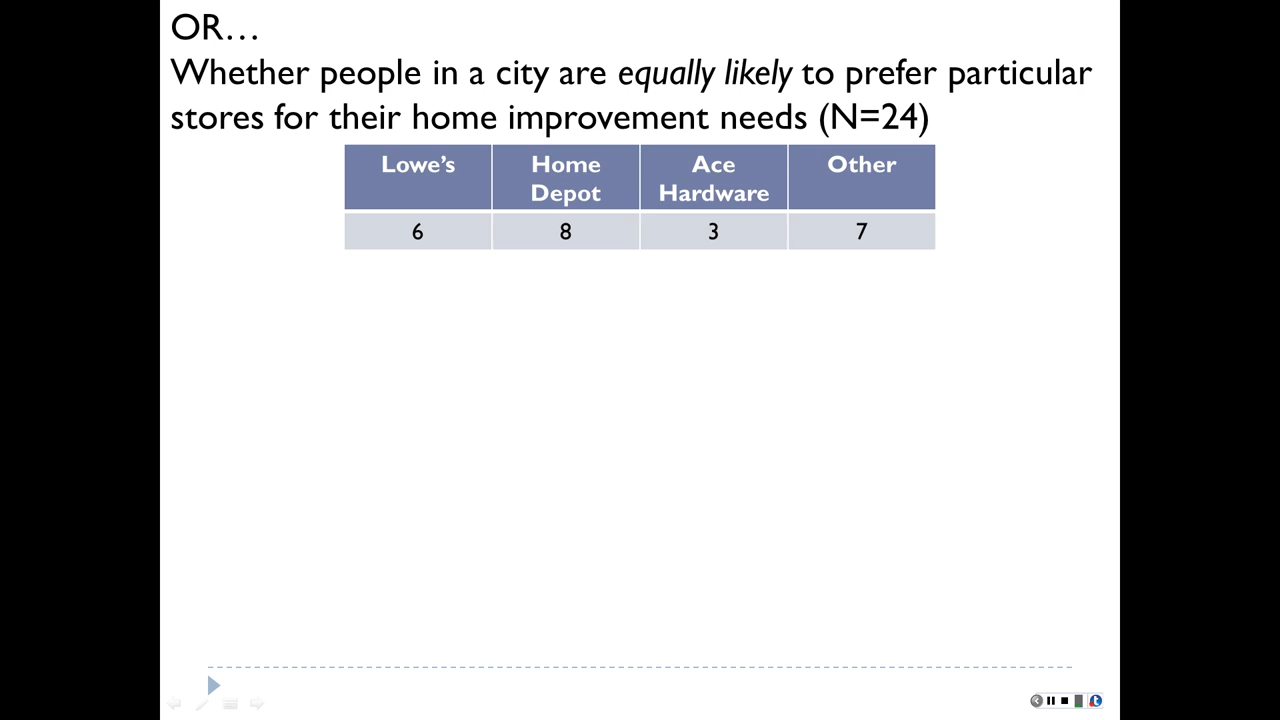 OR…
Whether people in a city are equally likely to prefer particular
stores for their home improvement needs (N=24)
Lowe’s Home Depot Ace Hardware Other
6 8 3 7